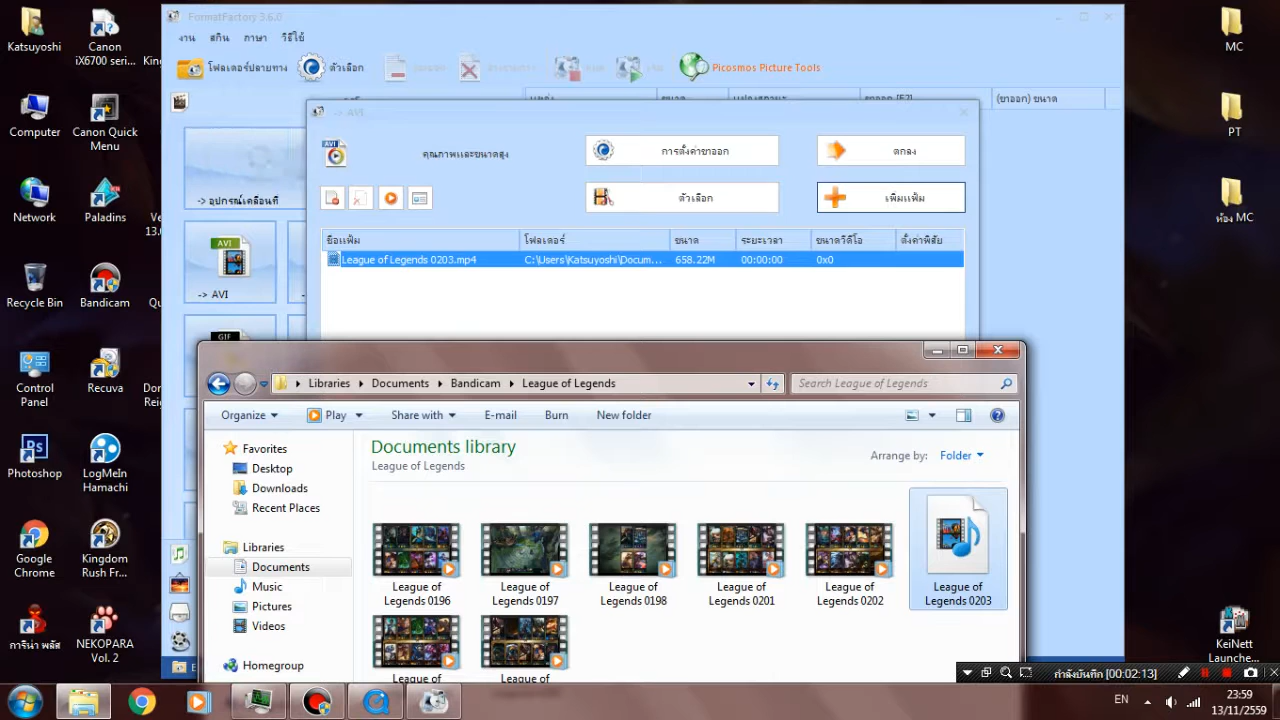 FormatFactory 3.6.0
งาน สกิน ภาษา วิธีใช้
โฟลเดอร์ปลายทาง ตัวเลือก Picosmos Picture Tools
(ขาออก) ขนาด
-> AVI
คุณภาพและขนาดสูง การตั้งค่าขาออก ตกลง
ตัวเลือก เพิ่มแฟ้ม
-> อุปกรณ์เคลื่อนที่
ชื่อแฟ้ม โฟลเดอร์ ขนาด ระยะเวลา ขนาดวีดีโอ ตั้งค่าพิสัย
League of Legends 0203.mp4 C:\Users\Katsuyoshi\Docum... 658.22M 00:00:00 0x0
AVI
-> AVI
GIF
Libraries Documents Bandicam League of Legends Search League of Legends
Organize Play Share with E-mail Burn New folder
Documents library
League of Legends
Arrange by: Folder
Favorites
Desktop
Downloads
Recent Places
Libraries
Documents
Music
Pictures
Videos
Homegroup
League of
Legends 0196
League of
Legends 0197
League of
Legends 0198
League of
Legends 0201
League of
Legends 0202
League of
Legends 0203
League of
League of
Katsuyoshi
Canon
iX6700 seri...
Computer
Canon Quick
Menu
Network
Paladins
Recycle Bin
Bandicam
Control
Panel
Recuva
Photoshop
LogMeIn
Hamachi
Google
Chrome
Kingdom
Rush Fr...
การีน่า พลัส
NEKOPARA
Vol. 2
MC
PT
ห้อง MC
KeiNett
Launche...
กำลังบันทึก [00:02:13]
EN
23:59
13/11/2559